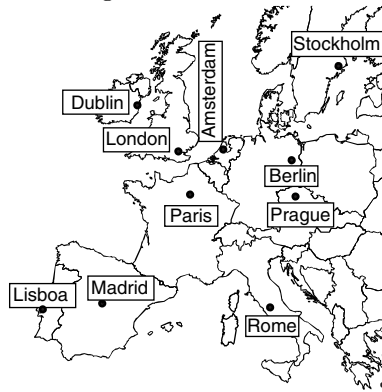 Stockholm
Amsterdam
Dublin
London
Berlin
Paris
Prague
Lisboa
Madrid
Rome